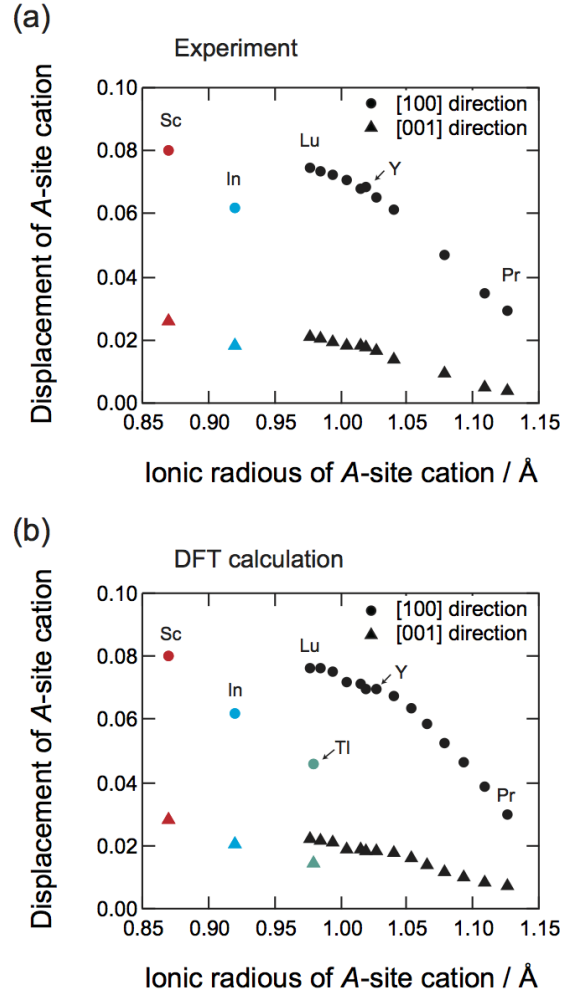 (a)
Experiment
0.10
0.08
0.06
0.04
0.02
0.00
Displacement of A-site cation
[100] direction
[001] direction
Sc
In
Lu
Y
Pr
0.85 0.90 0.95 1.00 1.05 1.10 1.15
Ionic radious of A-site cation / Å
(b)
DFT calculation
0.10
0.08
0.06
0.04
0.02
0.00
Displacement of A-site cation
[100] direction
[001] direction
Sc
In
Lu
Y
Tl
Pr
0.85 0.90 0.95 1.00 1.05 1.10 1.15
Ionic radious of A-site cation / Å